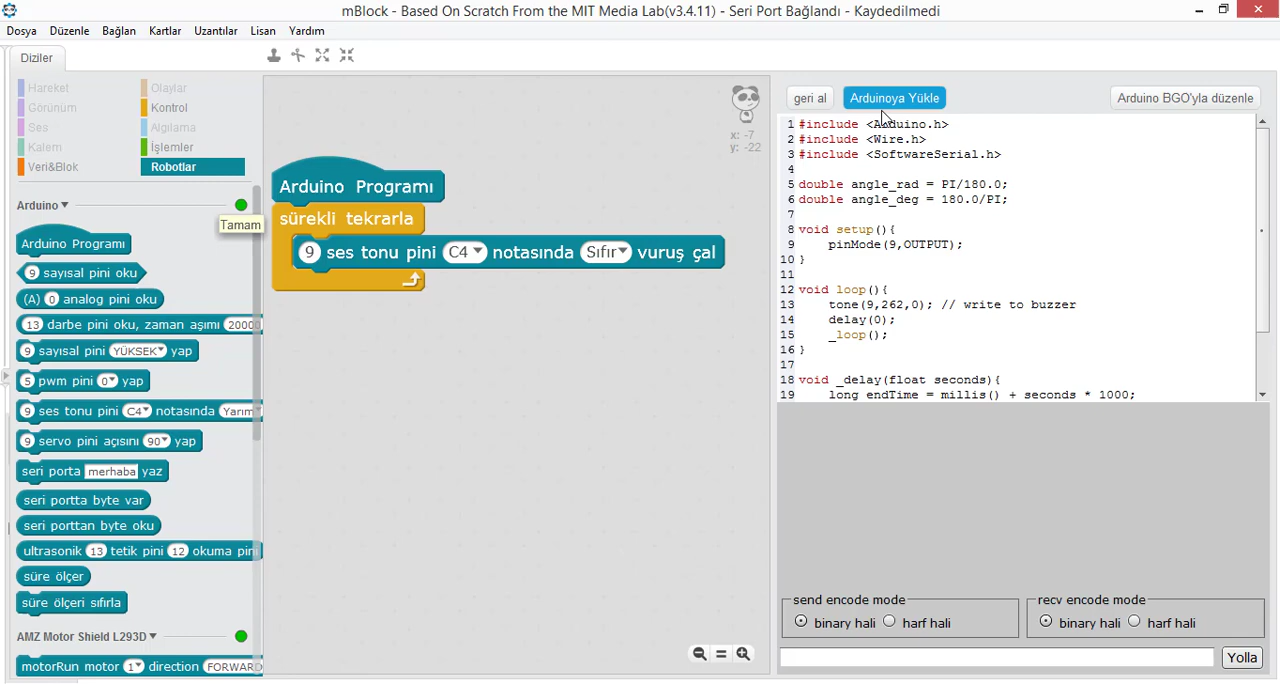 mBlock - Based On Scratch From the MIT Media Lab(v3.4.11) - Seri Port Bağlandı - Kaydedilmedi
Dosya Düzenle Bağlan Kartlar Uzantılar Lisan Yardım
Diziler
Hareket
Olaylar
Görünüm
Kontrol
Ses
Algılama
Kalem
İşlemler
Veri&Blok
Robotlar
Arduino
Tamam
Arduino Programı
9 sayısal pini oku
(A) 0 analog pini oku
13 darbe pini oku, zaman aşımı 20000
9 sayısal pini YÜKSEK yap
5 pwm pini 0 yap
9 ses tonu pini C4 notasında Yarım
9 servo pini açısını 90 yap
seri porta merhaba yaz
seri portta byte var
seri porttan byte oku
ultrasonik 13 tetik pini 12 okuma pini
süre ölçer
süre ölçeri sıfırla
AMZ Motor Shield L293D
motorRun motor 1 direction FORWARD
x: -7
y: -22
Arduino Programı
sürekli tekrarla
9 ses tonu pini C4 notasında Sıfır vuruş çal
geri al
Arduinoya Yükle
Arduino BGO'yla düzenle
1 #include <Arduino.h>
2 #include <Wire.h>
3 #include <SoftwareSerial.h>
4
5 double angle_rad = PI/180.0;
6 double angle_deg = 180.0/PI;
7
8 void setup(){
9 pinMode(9,OUTPUT);
10 }
11
12 void loop(){
13 tone(9,262,0); // write to buzzer
14 delay(0);
15 _loop();
16 }
17
18 void _delay(float seconds){
19 long endTime = millis() + seconds * 1000;
send encode mode
binary hali harf hali
recv encode mode
binary hali harf hali
Yolla